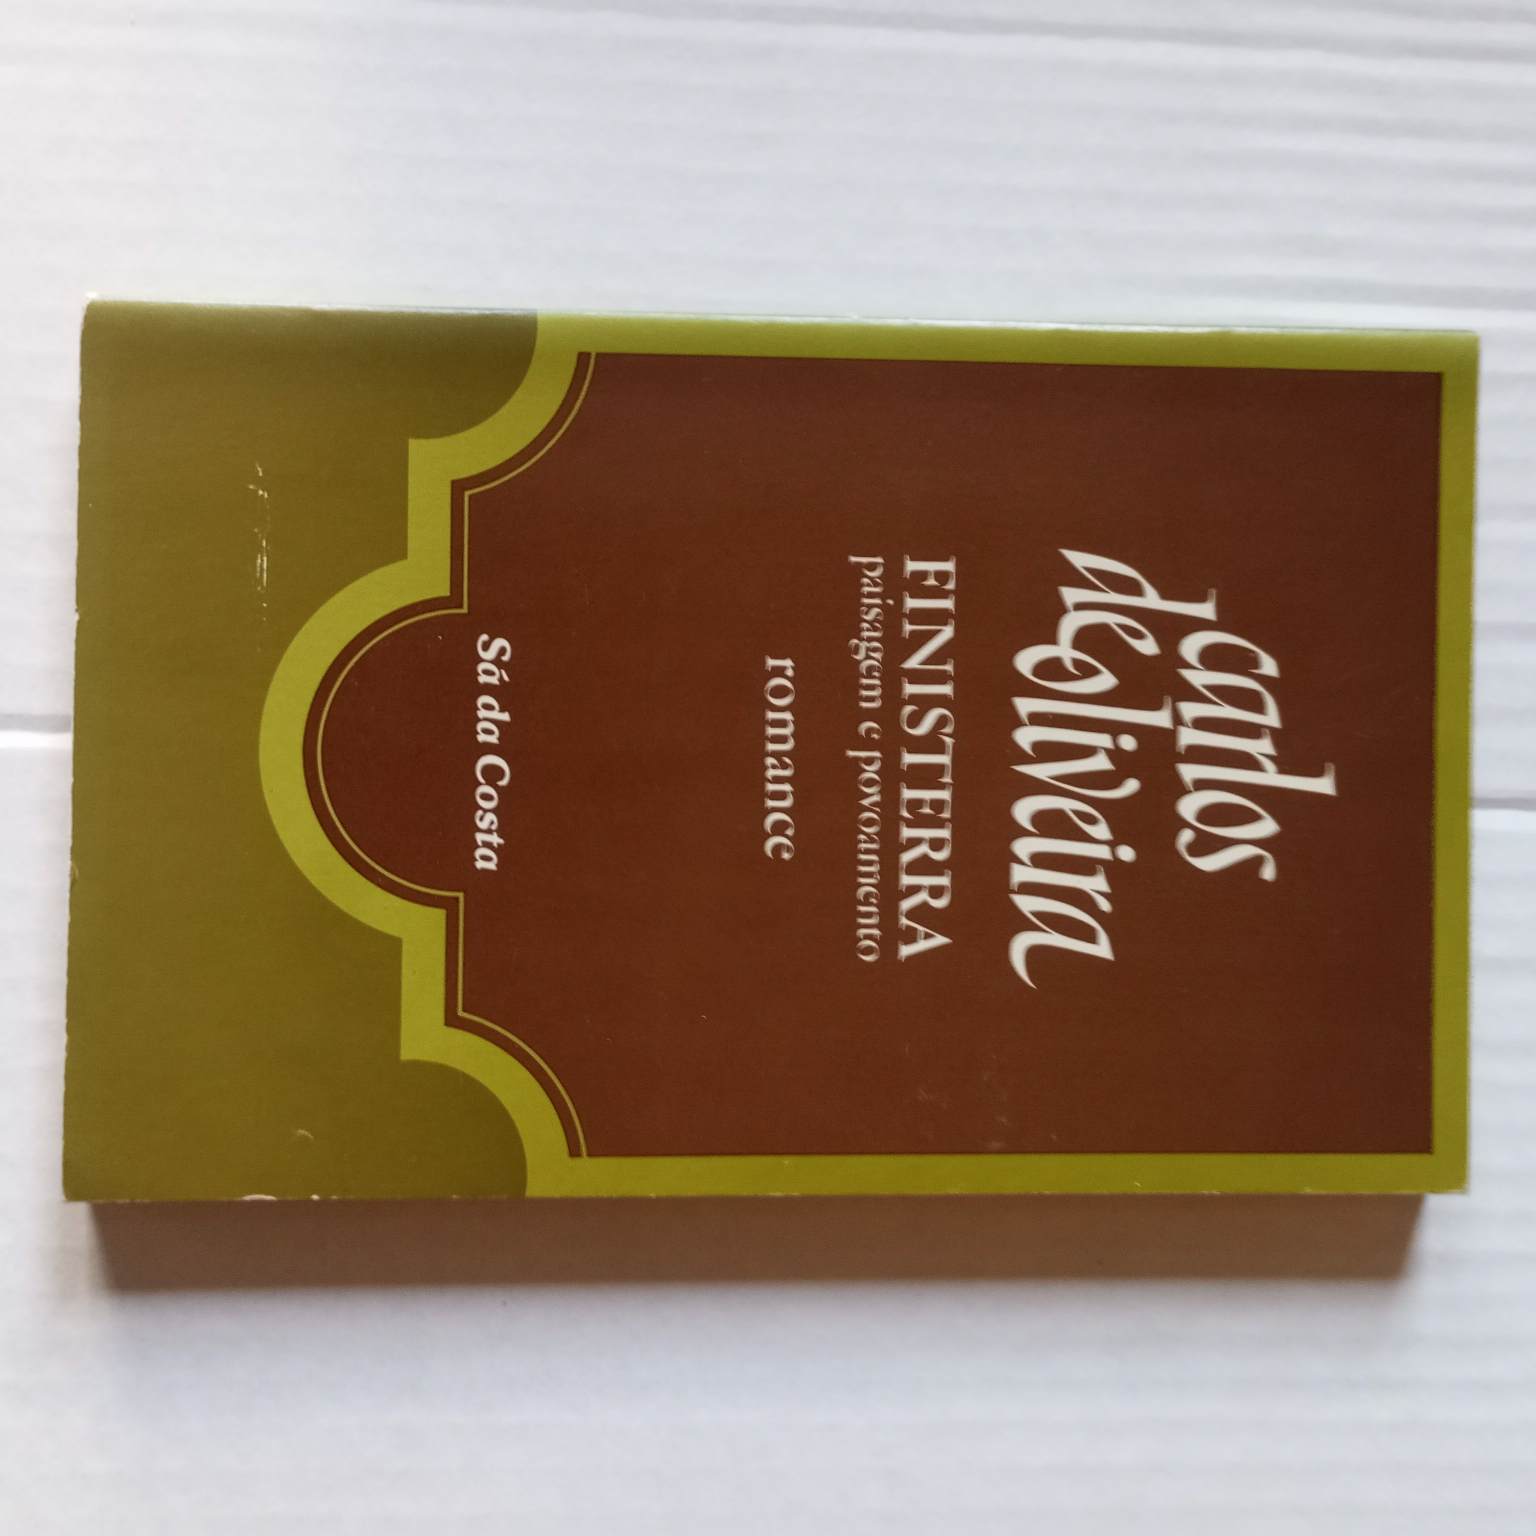 carlos
de oliveira
FINISTERRA
paisagem e povoamento
romance
Sá da Costa